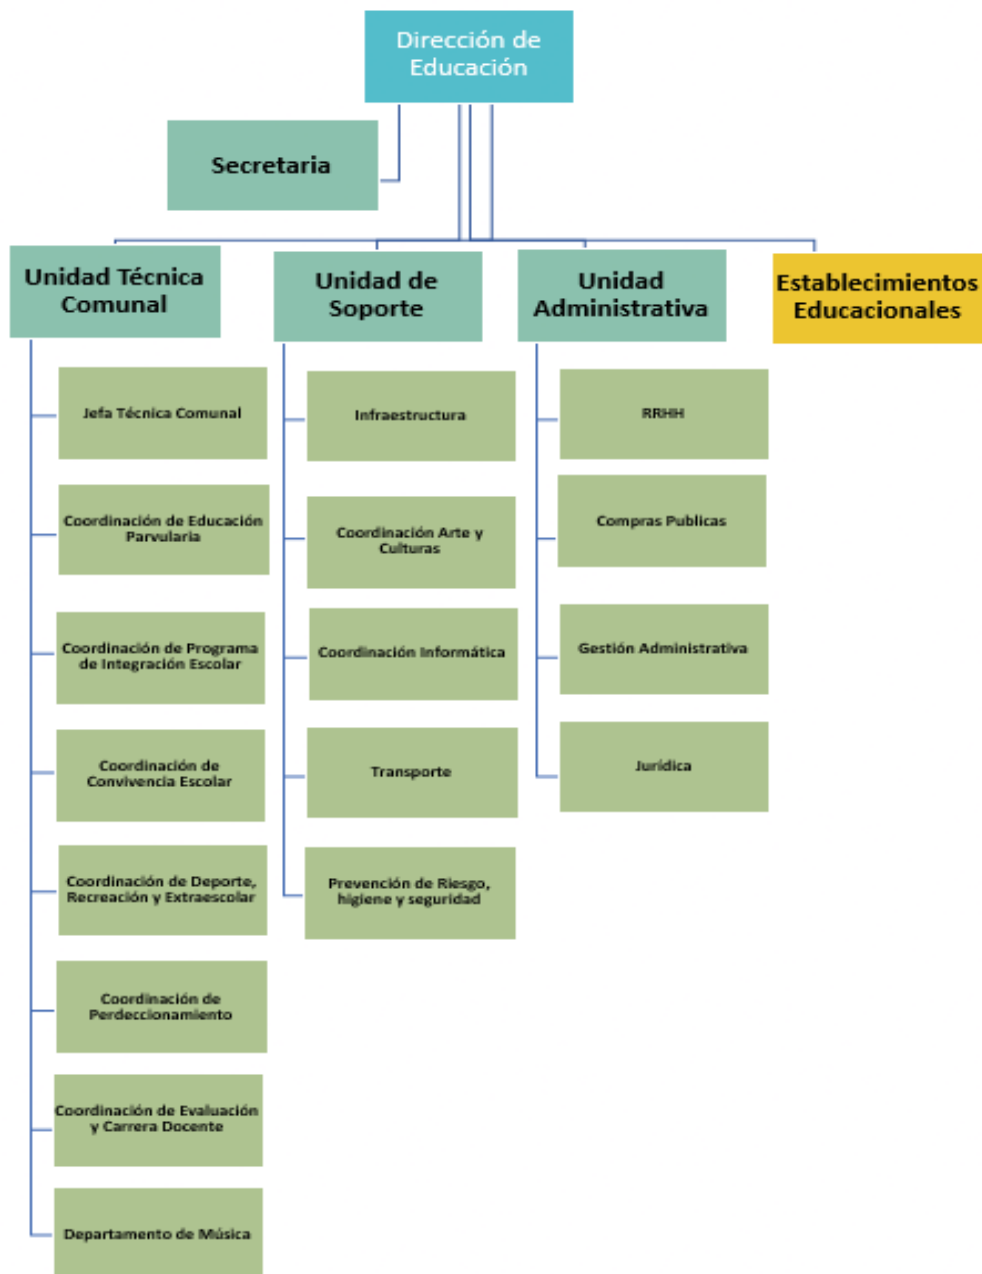 Dirección de
Educación
Secretaria
Unidad Técnica
Comunal
Unidad de
Soporte
Unidad
Administrativa
Establecimientos
Educacionales
Jefa Técnica Comunal
Coordinación de Educación
Parvularia
Coordinación de Programa
de Integración Escolar
Coordinación de
Convivencia Escolar
Coordinación de Deporte,
Recreación y Extraescolar
Coordinación de
Perdeccionamiento
Coordinación de Evaluación
y Carrera Docente
Departamento de Música
Infraestructura
Coordinación Arte y
Culturas
Coordinación Informática
Transporte
Prevención de Riesgo,
higiene y seguridad
RRHH
Compras Publicas
Gestión Administrativa
Jurídica